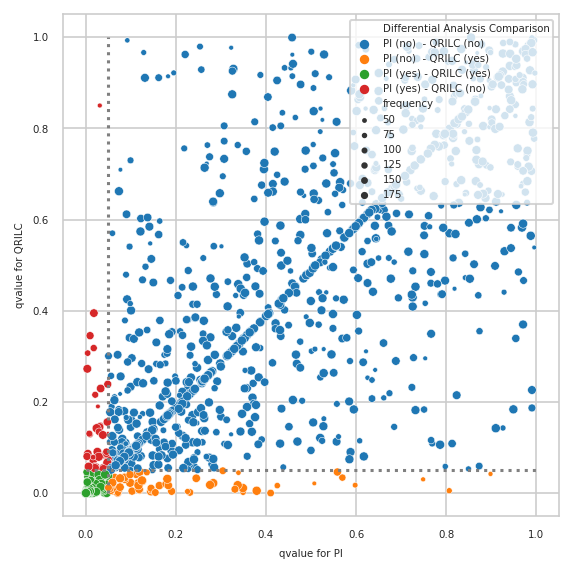 Differential Analysis Comparison
PI (no) - QRILC (no)
PI (no) - QRILC (yes)
PI (yes) - QRILC (yes)
PI (yes) - QRILC (no)
frequency
50
75
100
125
150
175
1.0
0.8
0.6
0.4
0.2
0.0
qvalue for QRILC
0.0 0.2 0.4 0.6 0.8 1.0
qvalue for PI